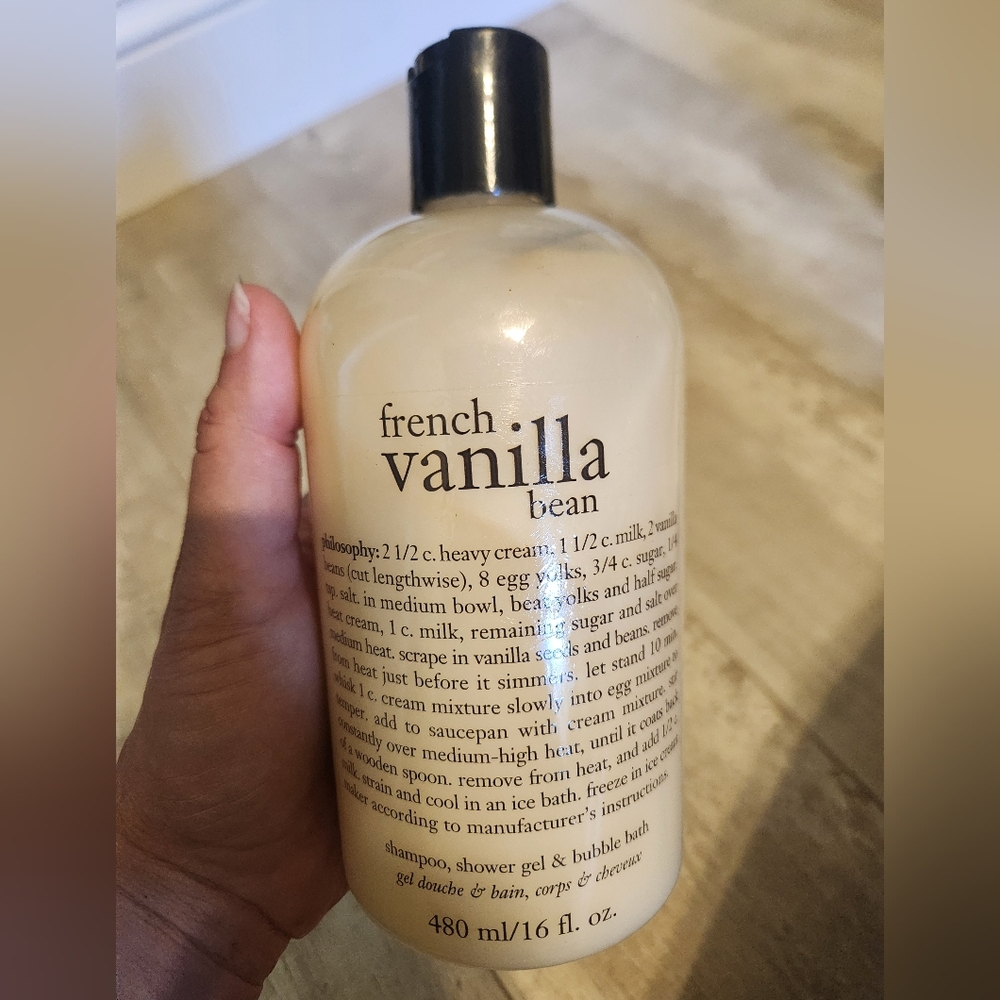 french
vanilla
bean
philosophy: 2 1/2 c. heavy cream, 1 1/2 c. milk, 2 vanilla
beans (cut lengthwise), 8 egg yolks, 3/4 c. sugar, 1/4
tsp. salt. in medium bowl, beat yolks and half sugar.
heat cream, 1 c. milk, remaining sugar and salt over
medium heat. scrape in vanilla seeds and beans. remove
from heat just before it simmers. let stand 10 min.
whisk 1 c. cream mixture slowly into egg mixture to
temper. add to saucepan with cream mixture. stir
constantly over medium-high heat, until it coats back
of a wooden spoon. remove from heat, and add 1/2 c.
milk. strain and cool in an ice bath. freeze in ice cream
maker according to manufacturer's instructions.
shampoo, shower gel & bubble bath
gel douche & bain, corps & cheveux
480 ml/16 fl. oz.